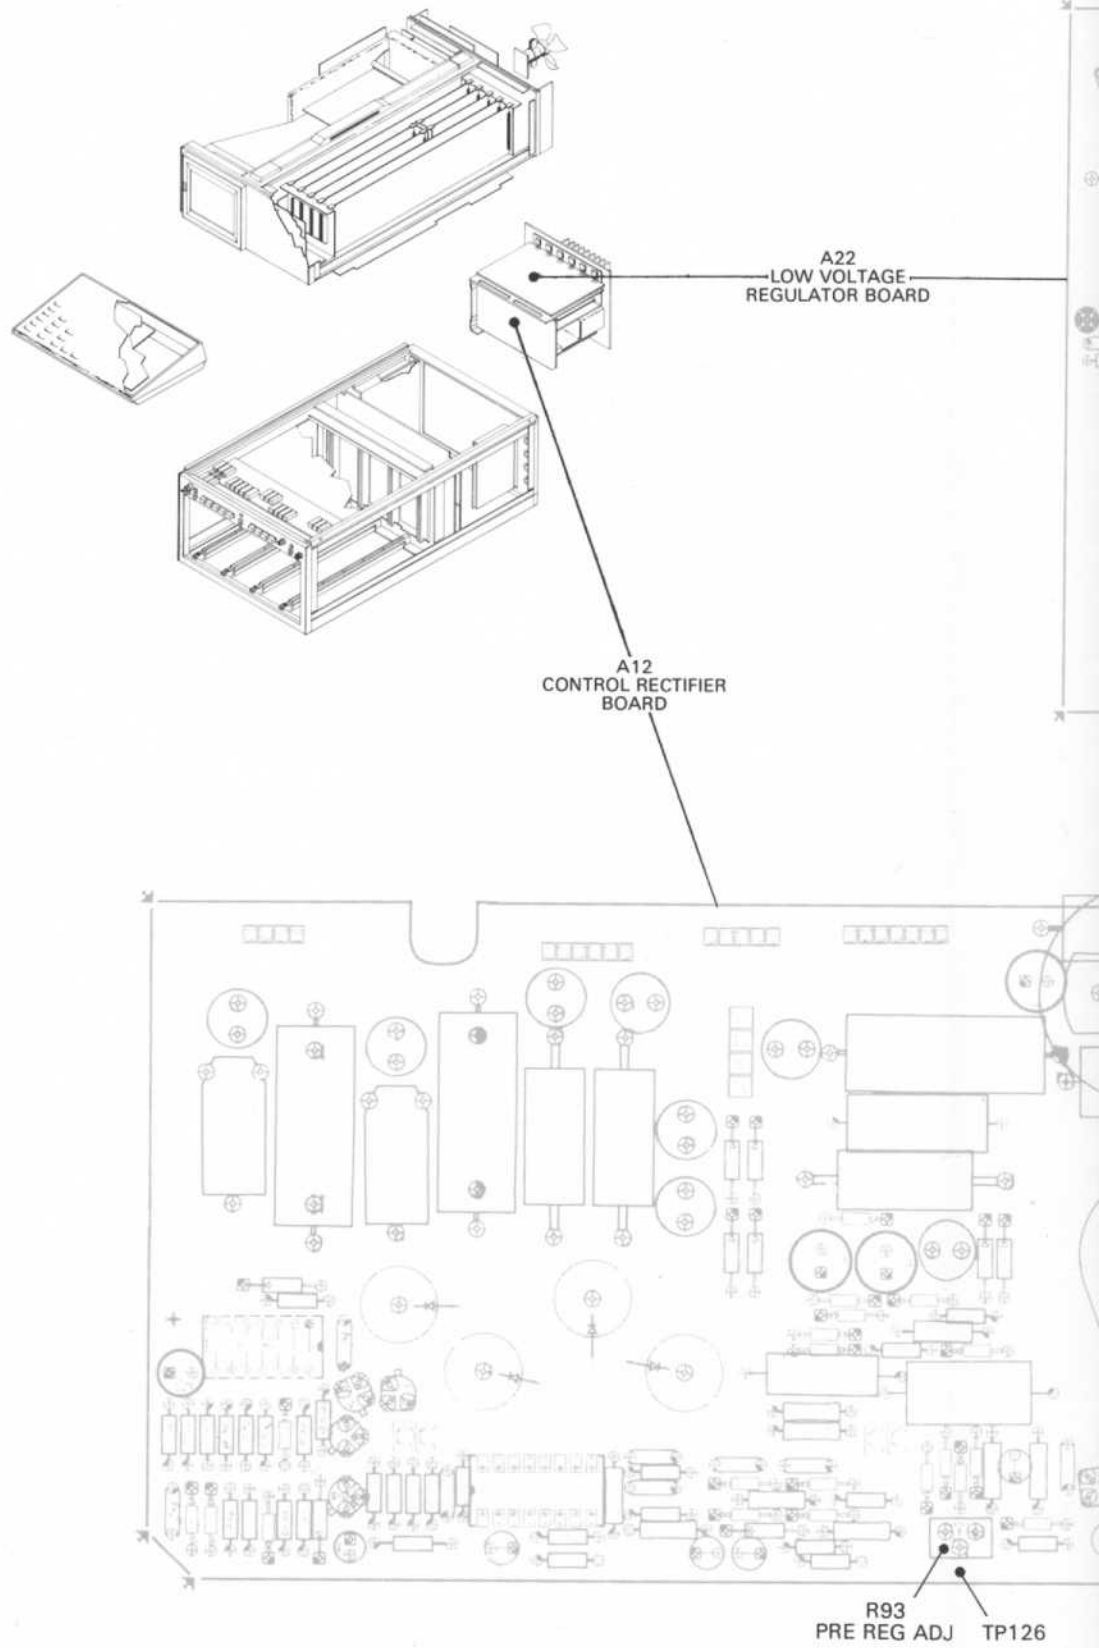 A22
LOW VOLTAGE
REGULATOR BOARD
A12
CONTROL RECTIFIER
BOARD
R93
PRE REG ADJ
TP126